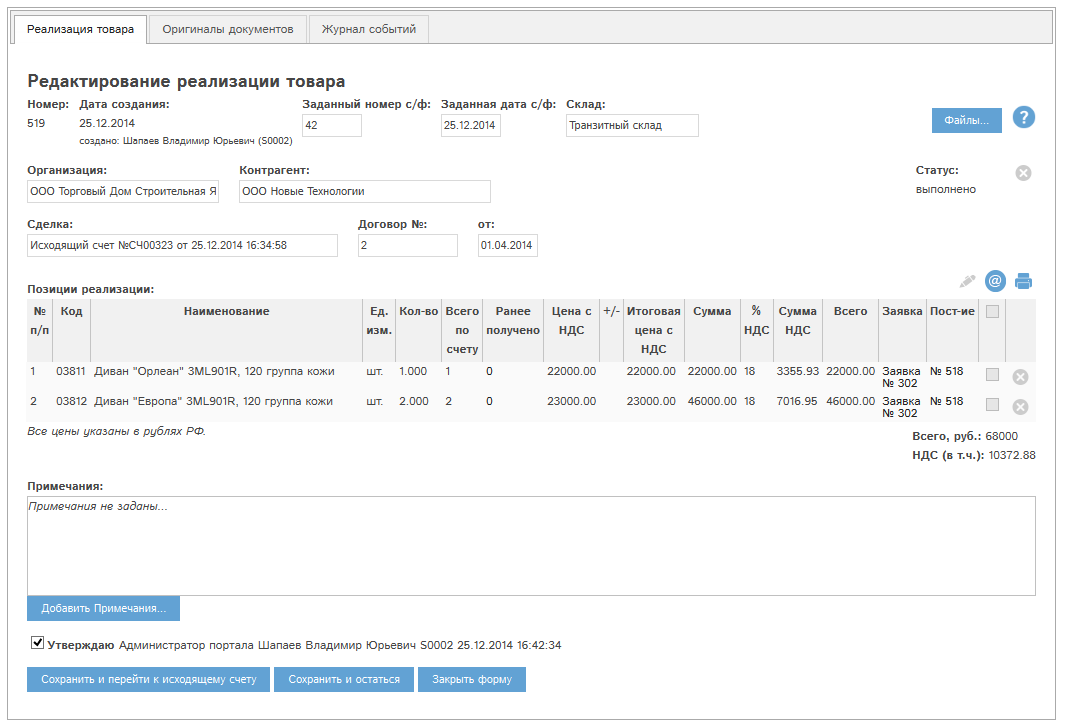 Реализация товара Оригиналы документов Журнал событий
Редактирование реализации товара
Номер: Дата создания: Заданный номер с/ф: Заданная дата с/ф: Склад:
519 25.12.2014 42 25.12.2014 Транзитный склад Файлы... ?
создано: Шапаев Владимир Юрьевич (S0002)
Организация: Контрагент: Статус:
ООО Торговый Дом Строительная Я ООО Новые Технологии выполнено
Сделка: Договор №: от:
Исходящий счет №СЧ00323 от 25.12.2014 16:34:58 2 01.04.2014
Позиции реализации: @
№ Код Наименование Ед. Кол-во Всего Ранее Цена с +/- Итоговая Сумма % Сумма Всего Заявка Пост-ие
п/п изм. по получено НДС цена с НДС НДС
счету НДС
1 03811 Диван "Орлеан" 3ML901R, 120 группа кожи шт. 1.000 1 0 22000.00 22000.00 22000.00 18 3355.93 22000.00 Заявка № 518
№ 302
2 03812 Диван "Европа" 3ML901R, 120 группа кожи шт. 2.000 2 0 23000.00 23000.00 46000.00 18 7016.95 46000.00 Заявка № 518
№ 302
Все цены указаны в рублях РФ.
Всего, руб.: 68000
НДС (в т.ч.): 10372.88
Примечания:
Примечания не заданы...
Добавить Примечания...
Утверждаю Администратор портала Шапаев Владимир Юрьевич S0002 25.12.2014 16:42:34
Сохранить и перейти к исходящему счету Сохранить и остаться Закрыть форму